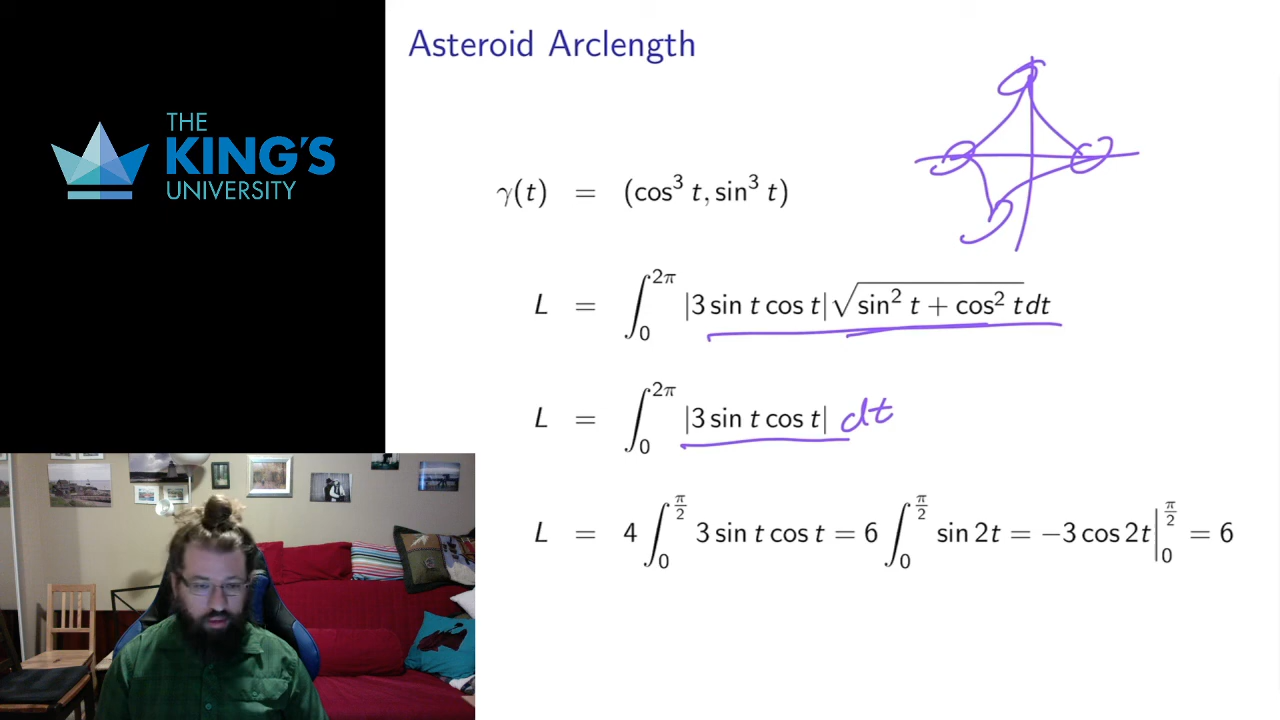 THE
KING'S
UNIVERSITY
Asteroid Arclength
γ(t) = (cos³ t, sin³ t)
L = ∫₀^{2π} |3 sin t cos t| √(sin² t + cos² t) dt
L = ∫₀^{2π} |3 sin t cos t| dt
L = 4 ∫₀^{π/2} 3 sin t cos t = 6 ∫₀^{π/2} sin 2t = −3 cos 2t |₀^{π/2} = 6